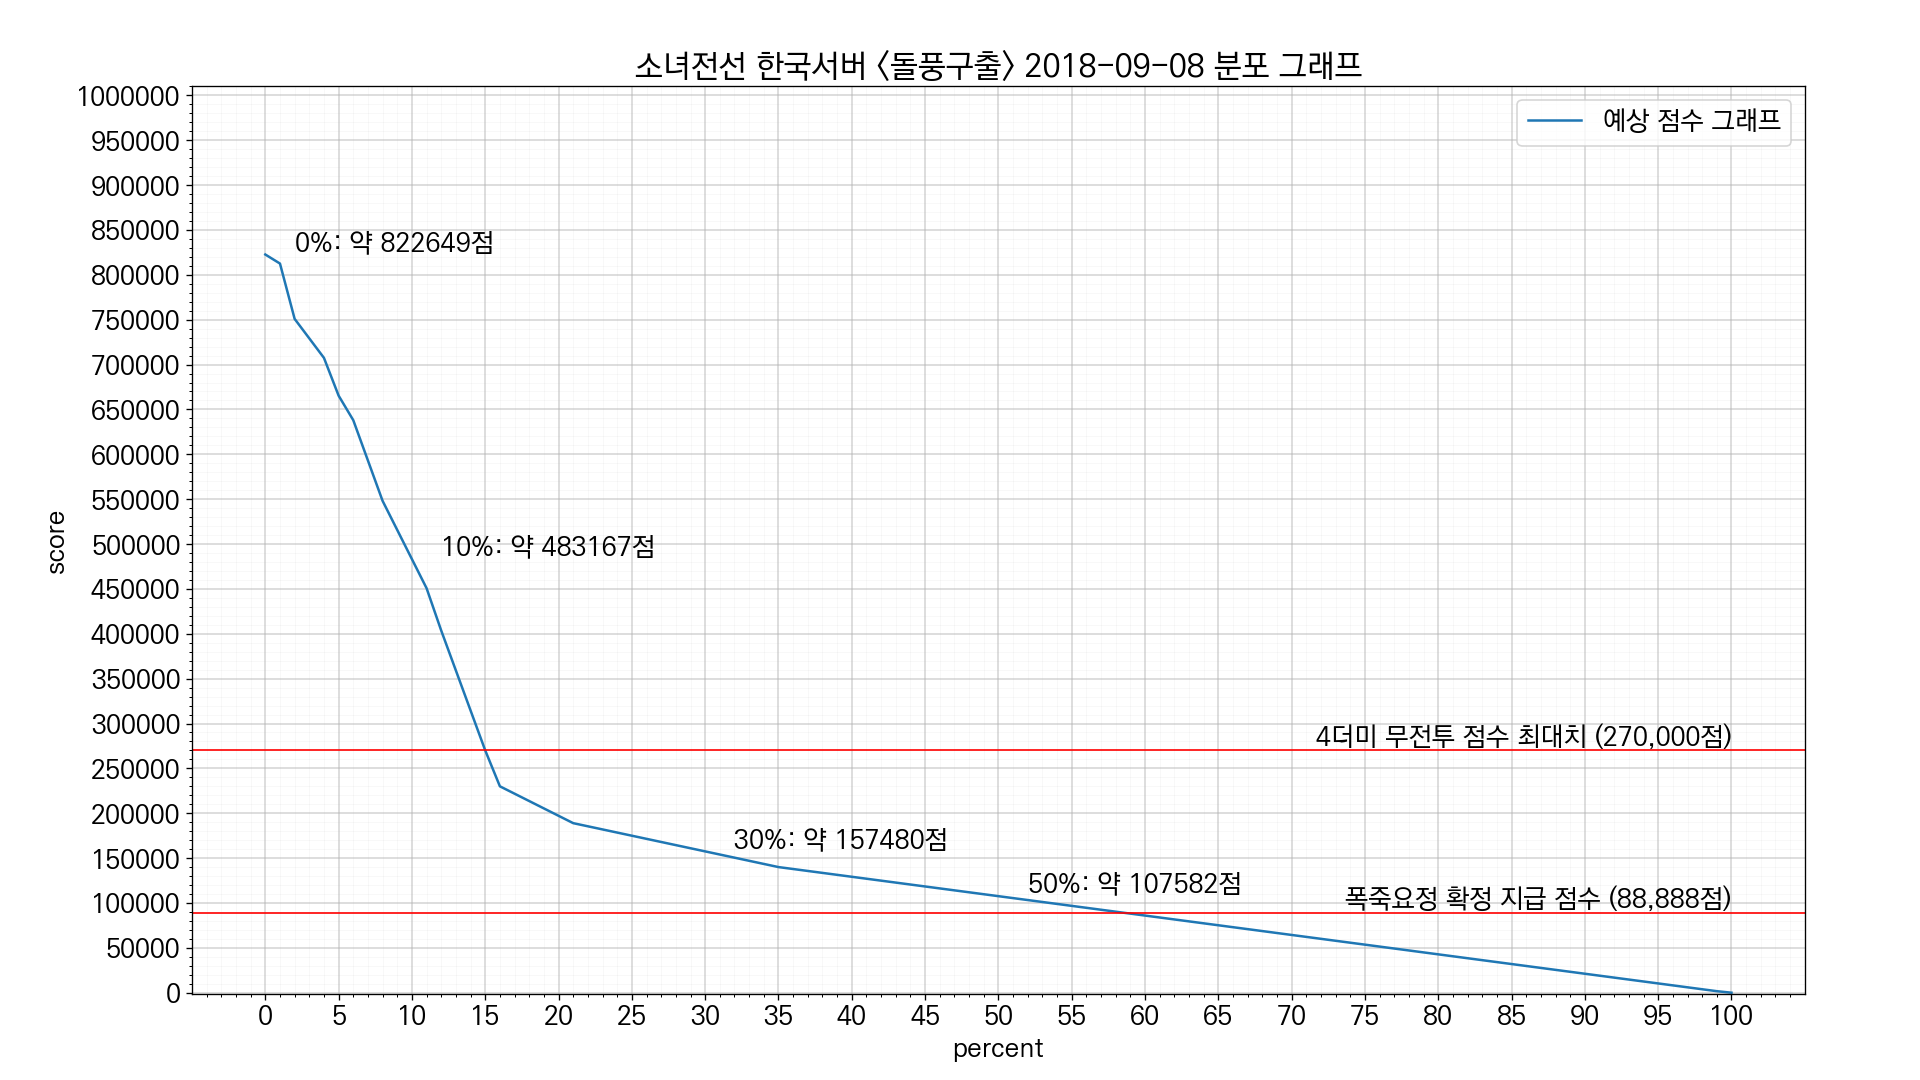 소녀전선 한국서버 〈돌풍구출〉 2018-09-08 분포 그래프
예상 점수 그래프
1000000
950000
900000
850000
800000
750000
700000
650000
600000
550000
500000
450000
400000
350000
300000
250000
200000
150000
100000
50000
0
score
0%: 약 822649점
10%: 약 483167점
4더미 무전투 점수 최대치 (270,000점)
30%: 약 157480점
50%: 약 107582점
폭죽요정 확정 지급 점수 (88,888점)
0 5 10 15 20 25 30 35 40 45 50 55 60 65 70 75 80 85 90 95 100
percent